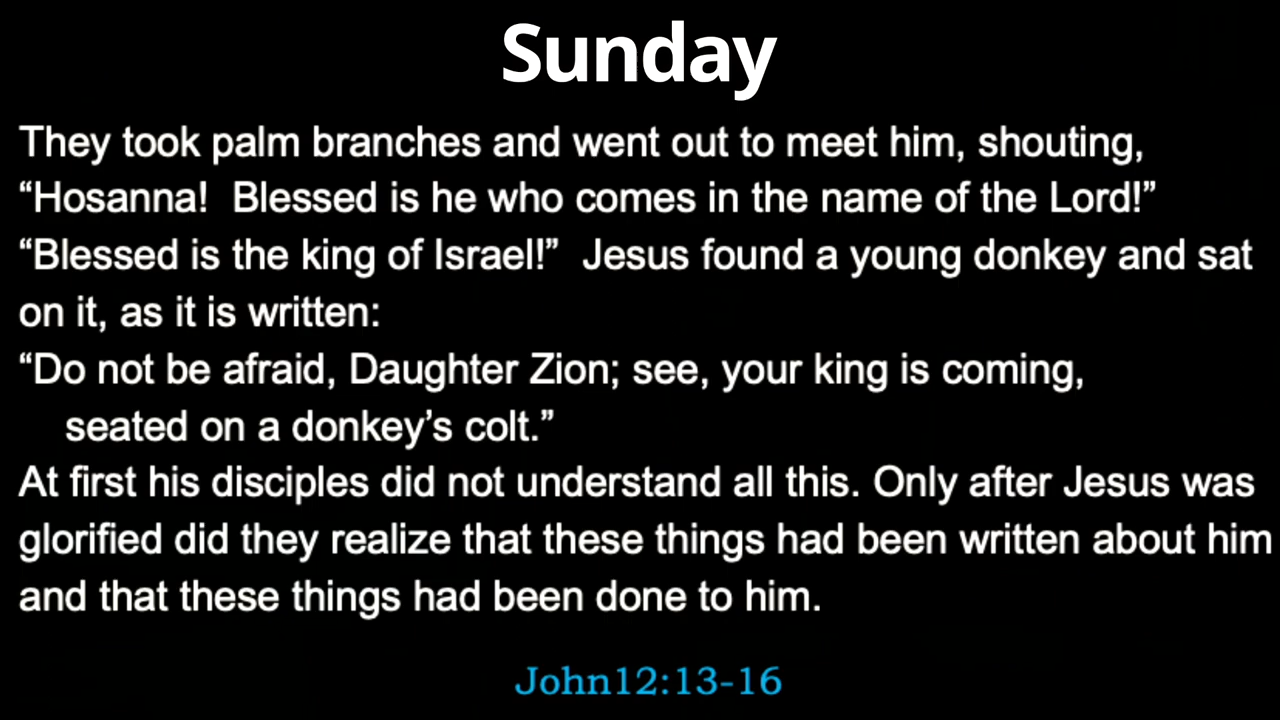 Sunday
They took palm branches and went out to meet him, shouting,
“Hosanna!  Blessed is he who comes in the name of the Lord!”
“Blessed is the king of Israel!”  Jesus found a young donkey and sat
on it, as it is written:
“Do not be afraid, Daughter Zion; see, your king is coming,
seated on a donkey’s colt.”
At first his disciples did not understand all this. Only after Jesus was
glorified did they realize that these things had been written about him
and that these things had been done to him.
John12:13-16